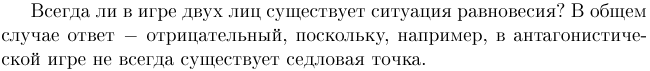 Всегда ли в игре двух лиц существует ситуация равновесия? В общем
случае ответ − отрицательный, поскольку, например, в антагонистиче-
ской игре не всегда существует седловая точка.